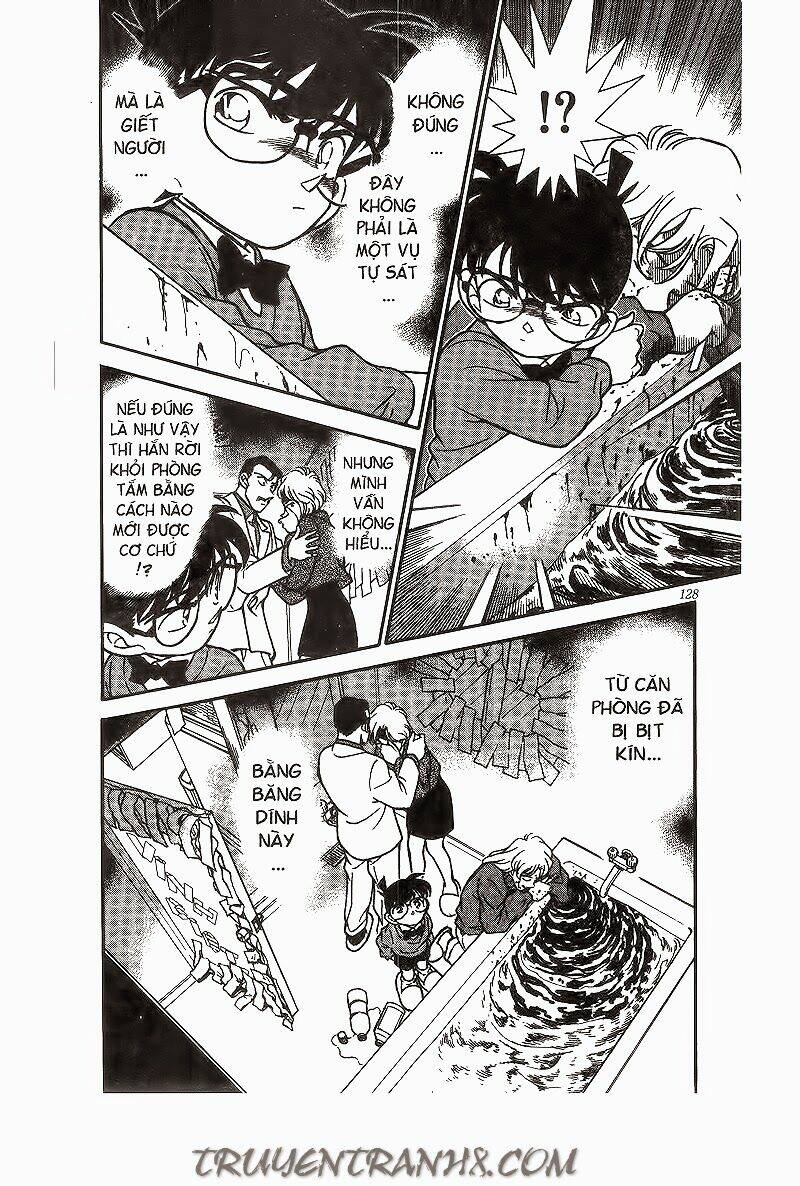 !?
KHÔNG
ĐÚNG
...
ĐÂY
KHÔNG
PHẢI LÀ
MỘT VỤ
TỰ SÁT
...
MÀ LÀ
GIẾT
NGƯỜI
...
NHƯNG
MÌNH
VẪN
KHÔNG
HIỂU...
NẾU ĐÚNG
LÀ NHƯ VẬY
THÌ HẮN RỜI
KHỎI PHÒNG
TẮM BẰNG
CÁCH NÀO
MỚI ĐƯỢC
CƠ CHỨ
!?
128
TỪ CĂN
PHÒNG ĐÃ
BỊ BỊT
KÍN...
BẰNG
BĂNG
DÍNH
NÀY
...
TRUYENTRANH8.COM